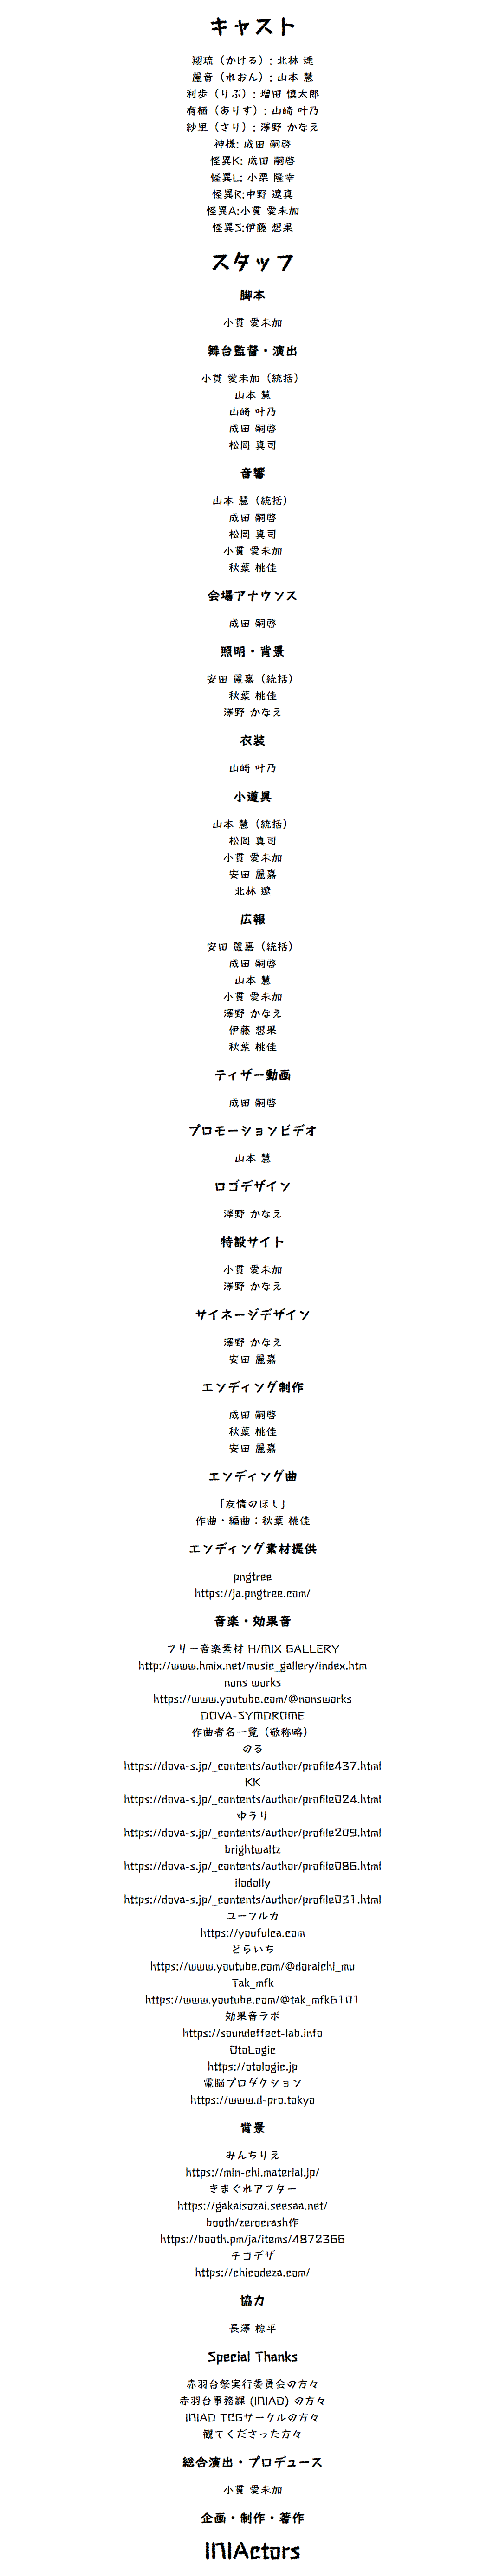 キャスト
翔琉（かける）: 北林 遼
麗音（れおん）: 山本 慧
利歩（りぶ）: 増田 慎太郎
有栖（ありす）: 山崎 叶乃
紗里（さり）: 澤野 かなえ
神様: 成田 嗣啓
怪異K: 成田 嗣啓
怪異L: 小栗 隆幸
怪異R:中野 遼真
怪異A:小貫 愛未加
怪異S:伊藤 想果
スタッフ
脚本
小貫 愛未加
舞台監督・演出
小貫 愛未加（統括）
山本 慧
山崎 叶乃
成田 嗣啓
松岡 真司
音響
山本 慧（統括）
成田 嗣啓
松岡 真司
小貫 愛未加
秋葉 桃佳
会場アナウンス
成田 嗣啓
照明・背景
安田 麗嘉（統括）
秋葉 桃佳
澤野 かなえ
衣装
山崎 叶乃
小道具
山本 慧（統括）
松岡 真司
小貫 愛未加
安田 麗嘉
北林 遼
広報
安田 麗嘉（統括）
成田 嗣啓
山本 慧
小貫 愛未加
澤野 かなえ
伊藤 想果
秋葉 桃佳
ティザー動画
成田 嗣啓
プロモーションビデオ
山本 慧
ロゴデザイン
澤野 かなえ
特設サイト
小貫 愛未加
澤野 かなえ
サイネージデザイン
澤野 かなえ
安田 麗嘉
エンディング制作
成田 嗣啓
秋葉 桃佳
安田 麗嘉
エンディング曲
「友情のほし」
作曲・編曲：秋葉 桃佳
エンディング素材提供
pngtree
https://ja.pngtree.com/
音楽・効果音
フリー音楽素材 H/MIX GALLERY
http://www.hmix.net/music_gallery/index.htm
nons works
https://www.youtube.com/@nonsworks
DOVA-SYNDROME
作曲者名一覧（敬称略）
のる
https://dova-s.jp/_contents/author/profile437.html
KK
https://dova-s.jp/_contents/author/profile024.html
ゆうり
https://dova-s.jp/_contents/author/profile209.html
brightwaltz
https://dova-s.jp/_contents/author/profile086.html
ilodolly
https://dova-s.jp/_contents/author/profile031.html
ユーフルカ
https://youfulca.com
どらいち
https://www.youtube.com/@doraichi_mu
Tak_mfk
https://www.youtube.com/@tak_mfk6101
効果音ラボ
https://soundeffect-lab.info
OtoLogic
https://otologic.jp
電脳プロダクション
https://www.d-pro.tokyo
背景
みんちりえ
https://min-chi.material.jp/
きまぐれアフター
https://gakaisozai.seesaa.net/
booth/zerocrash作
https://booth.pm/ja/items/4872366
チコデザ
https://chicodeza.com/
協力
長澤 椋平
Special Thanks
赤羽台祭実行委員会の方々
赤羽台事務課 (INIAD) の方々
INIAD TCGサークルの方々
観てくださった方々
総合演出・プロデュース
小貫 愛未加
企画・制作・著作
INIActors